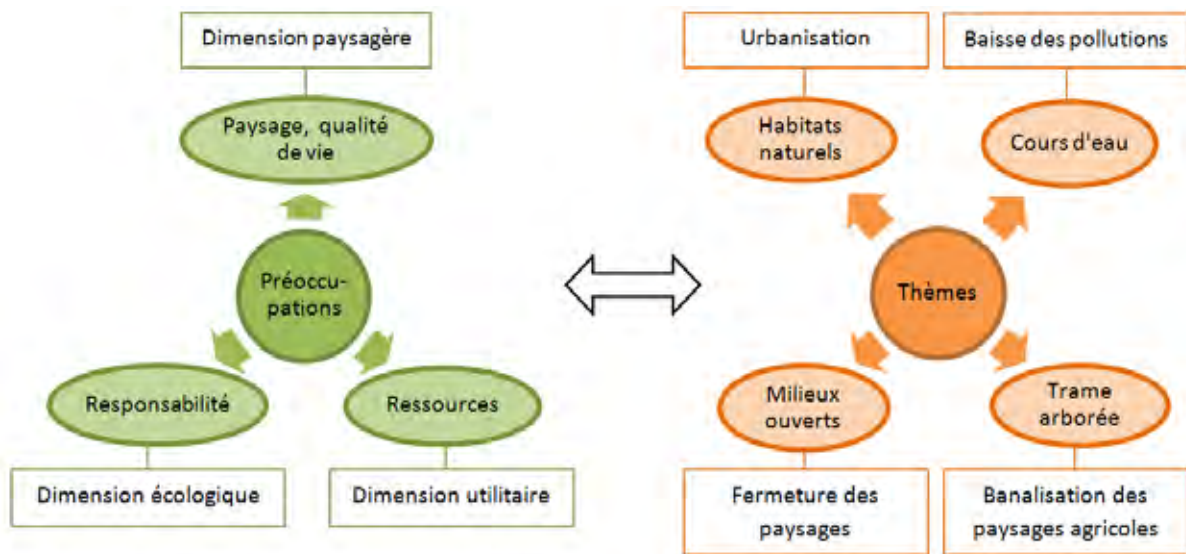 Dimension paysagère
Paysage, qualité
de vie
Préoccu-
pations
Responsabilité
Ressources
Dimension écologique
Dimension utilitaire
Urbanisation
Baisse des pollutions
Habitats
naturels
Cours d'eau
Thèmes
Milieux
ouverts
Trame
arborée
Fermeture des
paysages
Banalisation des
paysages agricoles